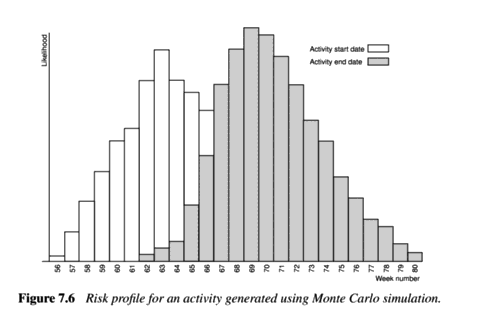 Likelihood
Activity start date
Activity end date
56 57 58 59 60 61 62 63 64 65 66 67 68 69 70 71 72 73 74 75 76 77 78 79 80
Week number
Figure 7.6 Risk profile for an activity generated using Monte Carlo simulation.